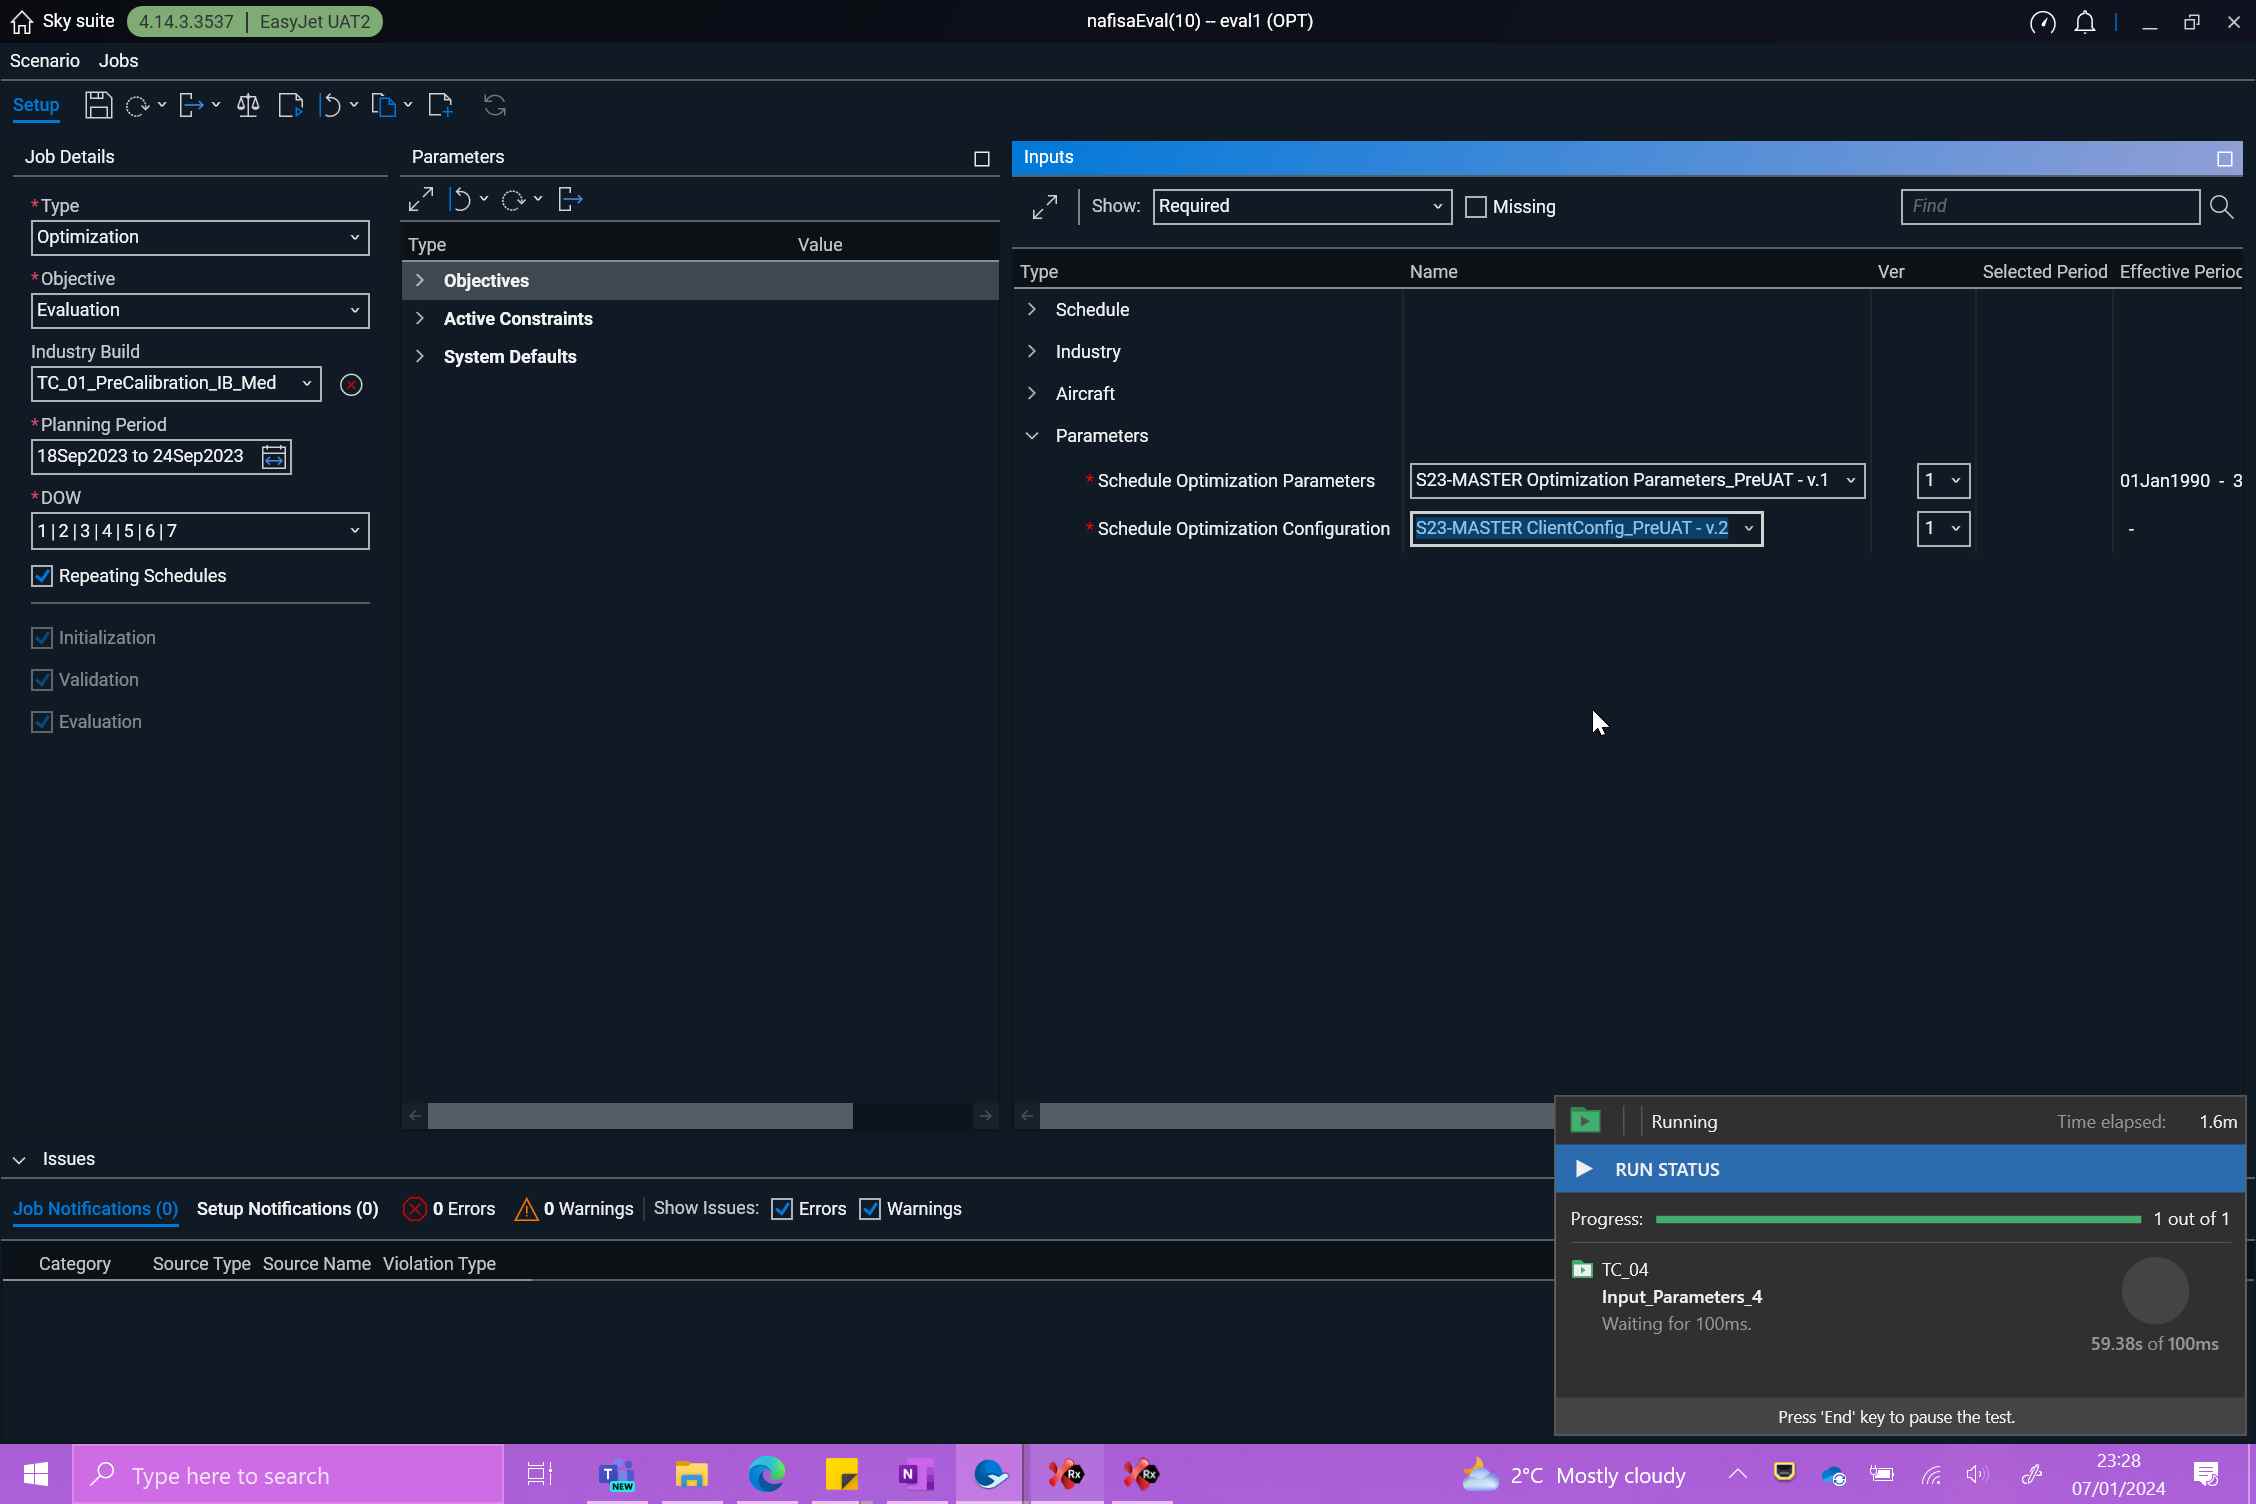 Sky suite 4.14.3.3537 | EasyJet UAT2 nafisaEval(10) -- eval1 (OPT)
Scenario Jobs
Setup
Job Details
*Type
Optimization
*Objective
Evaluation
Industry Build
TC_01_PreCalibration_IB_Med
*Planning Period
18Sep2023 to 24Sep2023
*DOW
1|2|3|4|5|6|7
Repeating Schedules
Initialization
Validation
Evaluation
Parameters
Type Value
Objectives
Active Constraints
System Defaults
Inputs
Show: Required Missing Find
Type Name Ver Selected Period Effective Perioc
Schedule
Industry
Aircraft
Parameters
* Schedule Optimization Parameters S23-MASTER Optimization Parameters_PreUAT - v.1 1 01Jan1990 - 3
* Schedule Optimization Configuration S23-MASTER ClientConfig_PreUAT - v.2 1 -
Issues
Job Notifications (0) Setup Notifications (0) 0 Errors 0 Warnings Show Issues: Errors Warnings
Category Source Type Source Name Violation Type
Running Time elapsed: 1.6m
RUN STATUS
Progress: 1 out of 1
TC_04
Input_Parameters_4
Waiting for 100ms.
59.38s of 100ms
Press 'End' key to pause the test.
Type here to search
T
NEW
N
Rx
Rx
2°C Mostly cloudy
23:28
07/01/2024